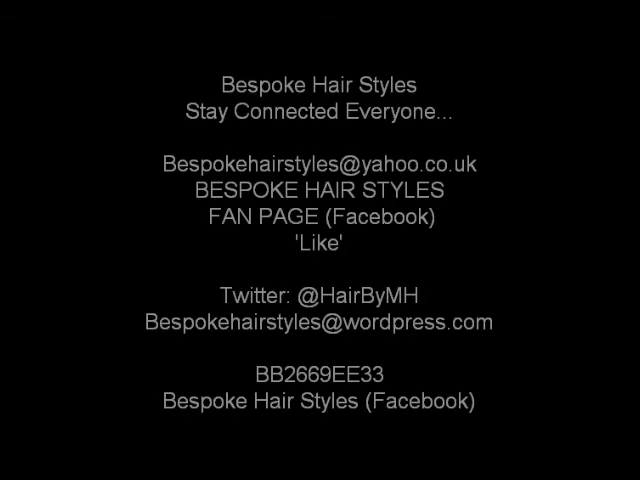 Bespoke Hair Styles
Stay Connected Everyone...
Bespokehairstyles@yahoo.co.uk
BESPOKE HAIR STYLES
FAN PAGE (Facebook)
'Like'
Twitter: @HairByMH
Bespokehairstyles@wordpress.com
BB2669EE33
Bespoke Hair Styles (Facebook)